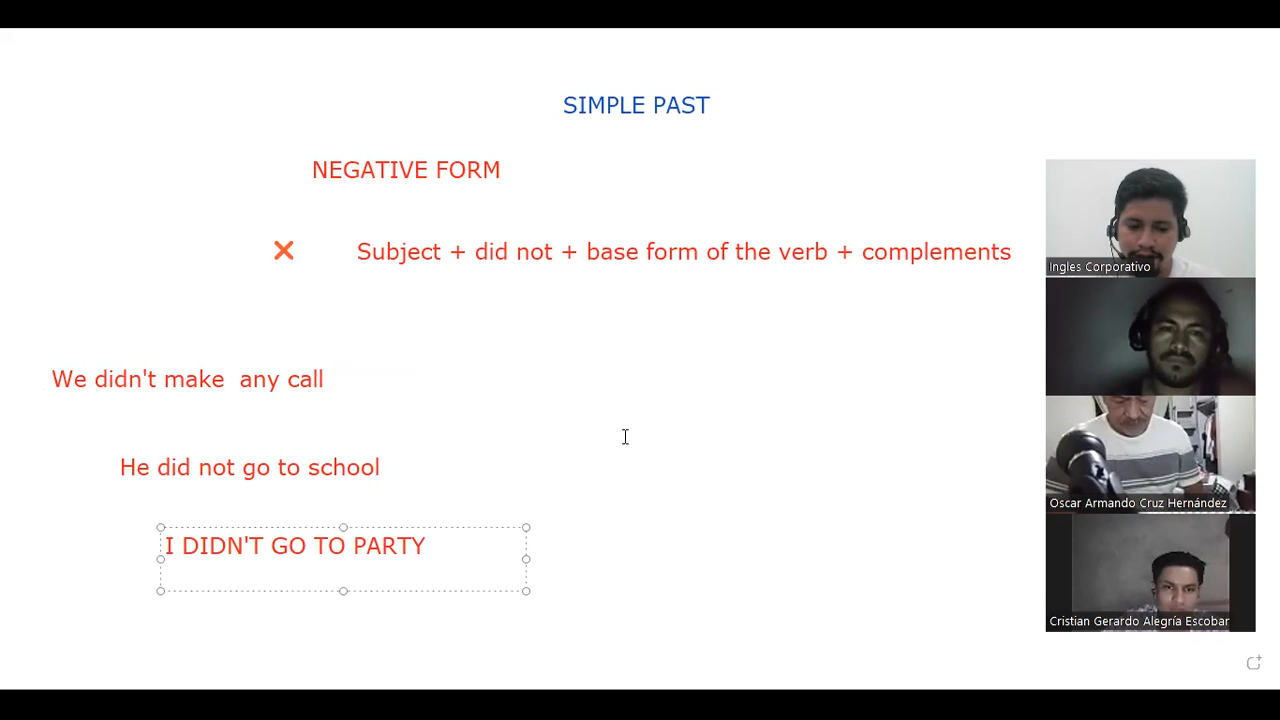 SIMPLE PAST
NEGATIVE FORM
Subject + did not + base form of the verb + complements
Ingles Corporativo
We didn't make any call
He did not go to school
Oscar Armando Cruz Hernández
I DIDN'T GO TO PARTY
Cristian Gerardo Alegría Escobar